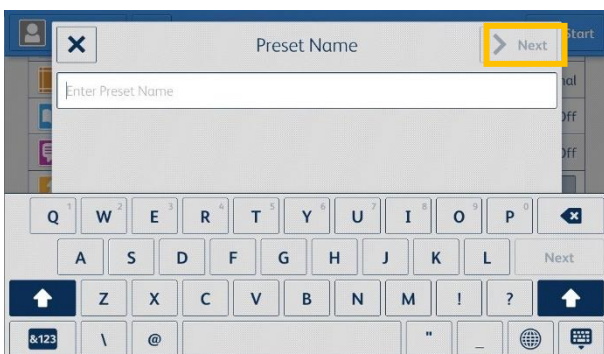 Start
Preset Name
Next
Enter Preset Name
Off
Off
Q 1 W 2 E 3 R 4 T 5 Y 6 U 7 I 8 O 9 P 0
A S D F G H J K L Next
Z X C V B N M ! ?
&123 \ @ " _